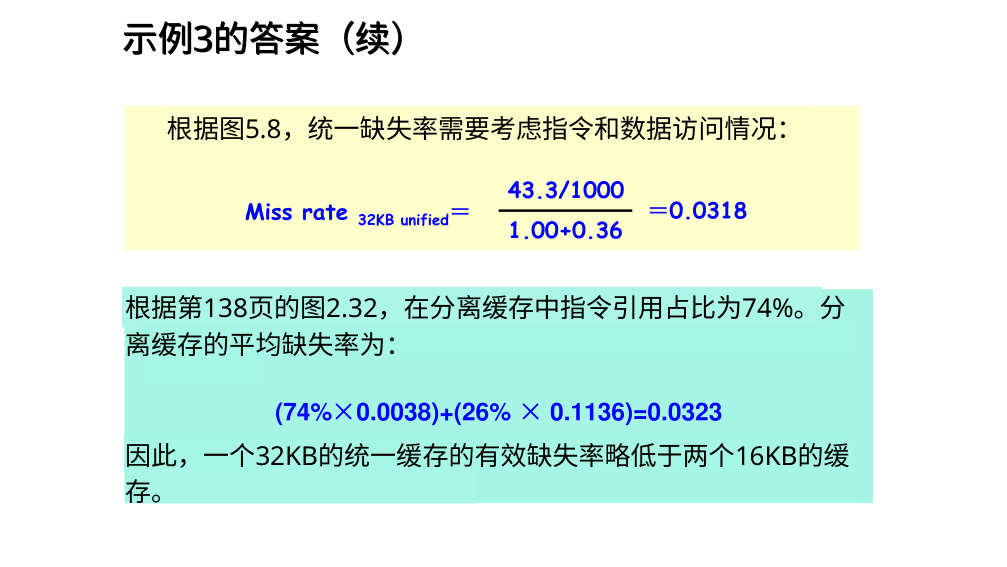 示例3的答案（续）
根据图5.8，统一缺失率需要考虑指令和数据访问情况：
43.3/1000
Miss rate 32KB unified＝ ＝0.0318
1.00+0.36
根据第138页的图2.32，在分离缓存中指令引用占比为74%。分
离缓存的平均缺失率为：
(74%×0.0038)+(26% × 0.1136)=0.0323
因此，一个32KB的统一缓存的有效缺失率略低于两个16KB的缓
存。